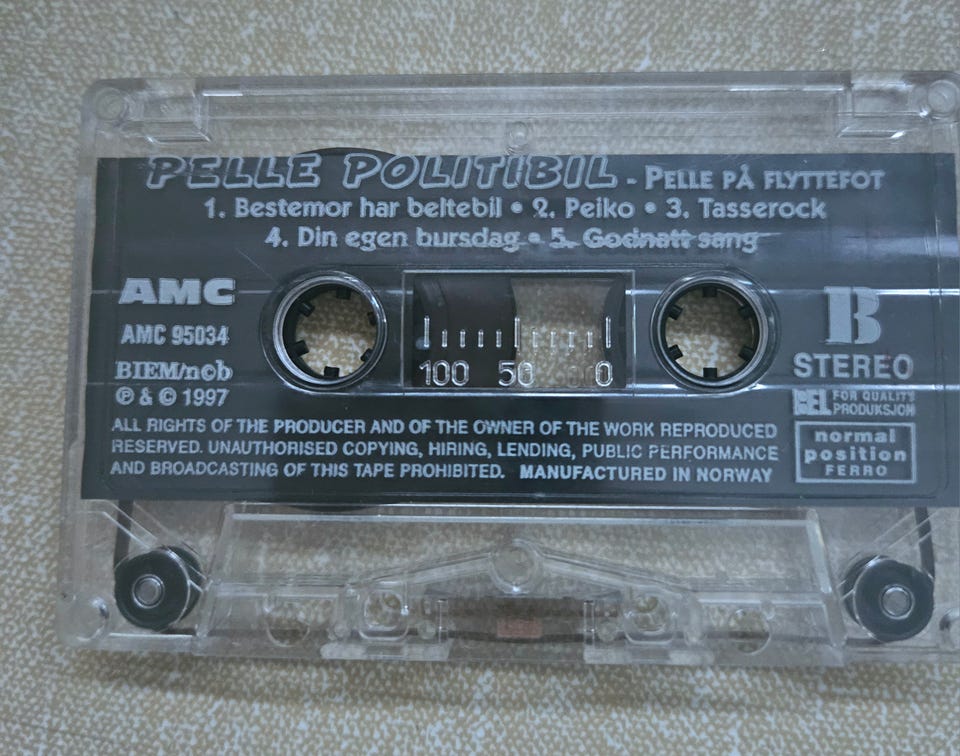 PELLE POLITIBIL - PELLE PÅ FLYTTEFOT
1. Bestemor har beltebil • 2. Peiko • 3. Tasserock
4. Din egen bursdag • 5. Godnatt sang
AMC
AMC 95034
BIEM/n©b
℗ & © 1997
100 50 0
B
STEREO
BEL FOR QUALITY
PRODUKSJON
normal
position
FERRO
ALL RIGHTS OF THE PRODUCER AND OF THE OWNER OF THE WORK REPRODUCED
RESERVED. UNAUTHORISED COPYING, HIRING, LENDING, PUBLIC PERFORMANCE
AND BROADCASTING OF THIS TAPE PROHIBITED. MANUFACTURED IN NORWAY